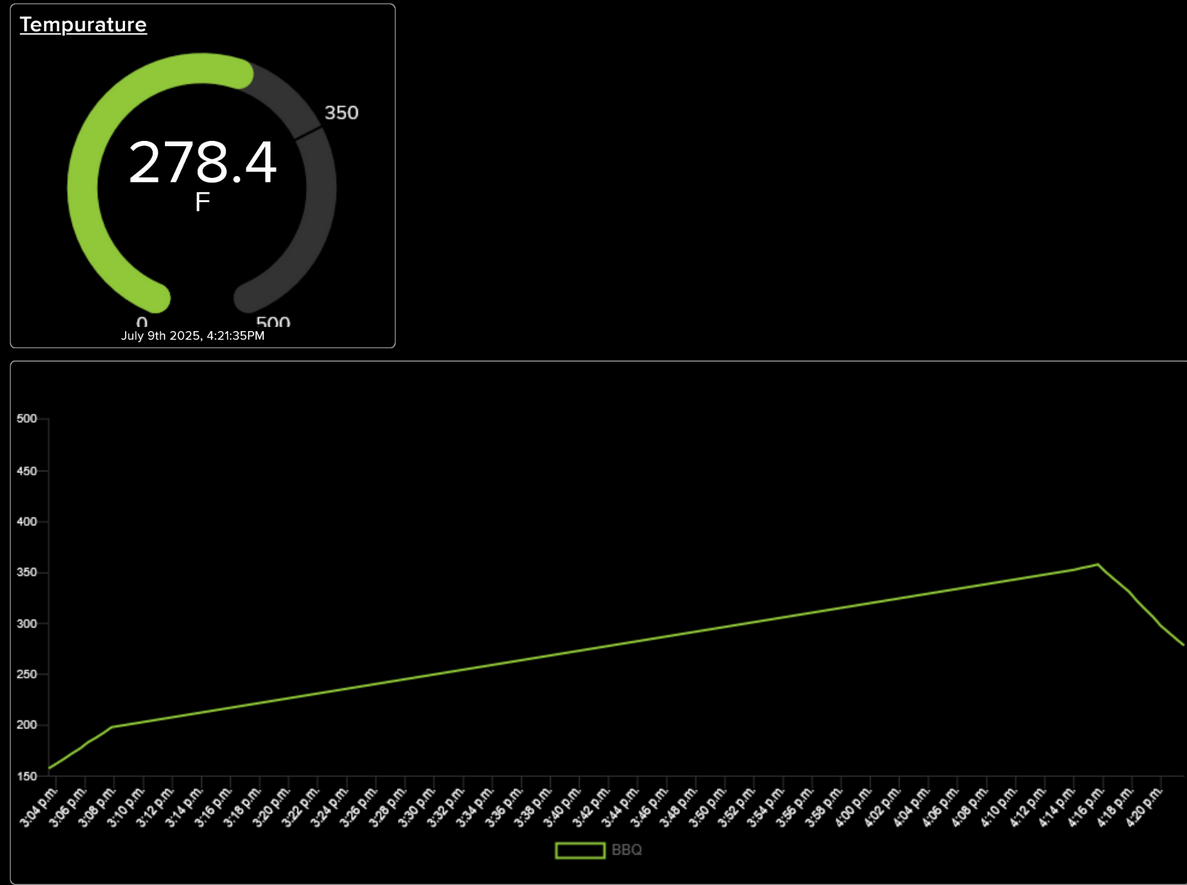 Tempurature
350
278.4
F
0
500
July 9th 2025, 4:21:35PM
500
450
400
350
300
250
200
150
3:04 p.m.
3:06 p.m.
3:08 p.m.
3:10 p.m.
3:12 p.m.
3:14 p.m.
3:16 p.m.
3:18 p.m.
3:20 p.m.
3:22 p.m.
3:24 p.m.
3:26 p.m.
3:28 p.m.
3:30 p.m.
3:32 p.m.
3:34 p.m.
3:36 p.m.
3:38 p.m.
3:40 p.m.
3:42 p.m.
3:44 p.m.
3:46 p.m.
3:48 p.m.
3:50 p.m.
3:52 p.m.
3:54 p.m.
3:56 p.m.
3:58 p.m.
4:00 p.m.
4:02 p.m.
4:04 p.m.
4:06 p.m.
4:08 p.m.
4:10 p.m.
4:12 p.m.
4:14 p.m.
4:16 p.m.
4:18 p.m.
4:20 p.m.
BBQ